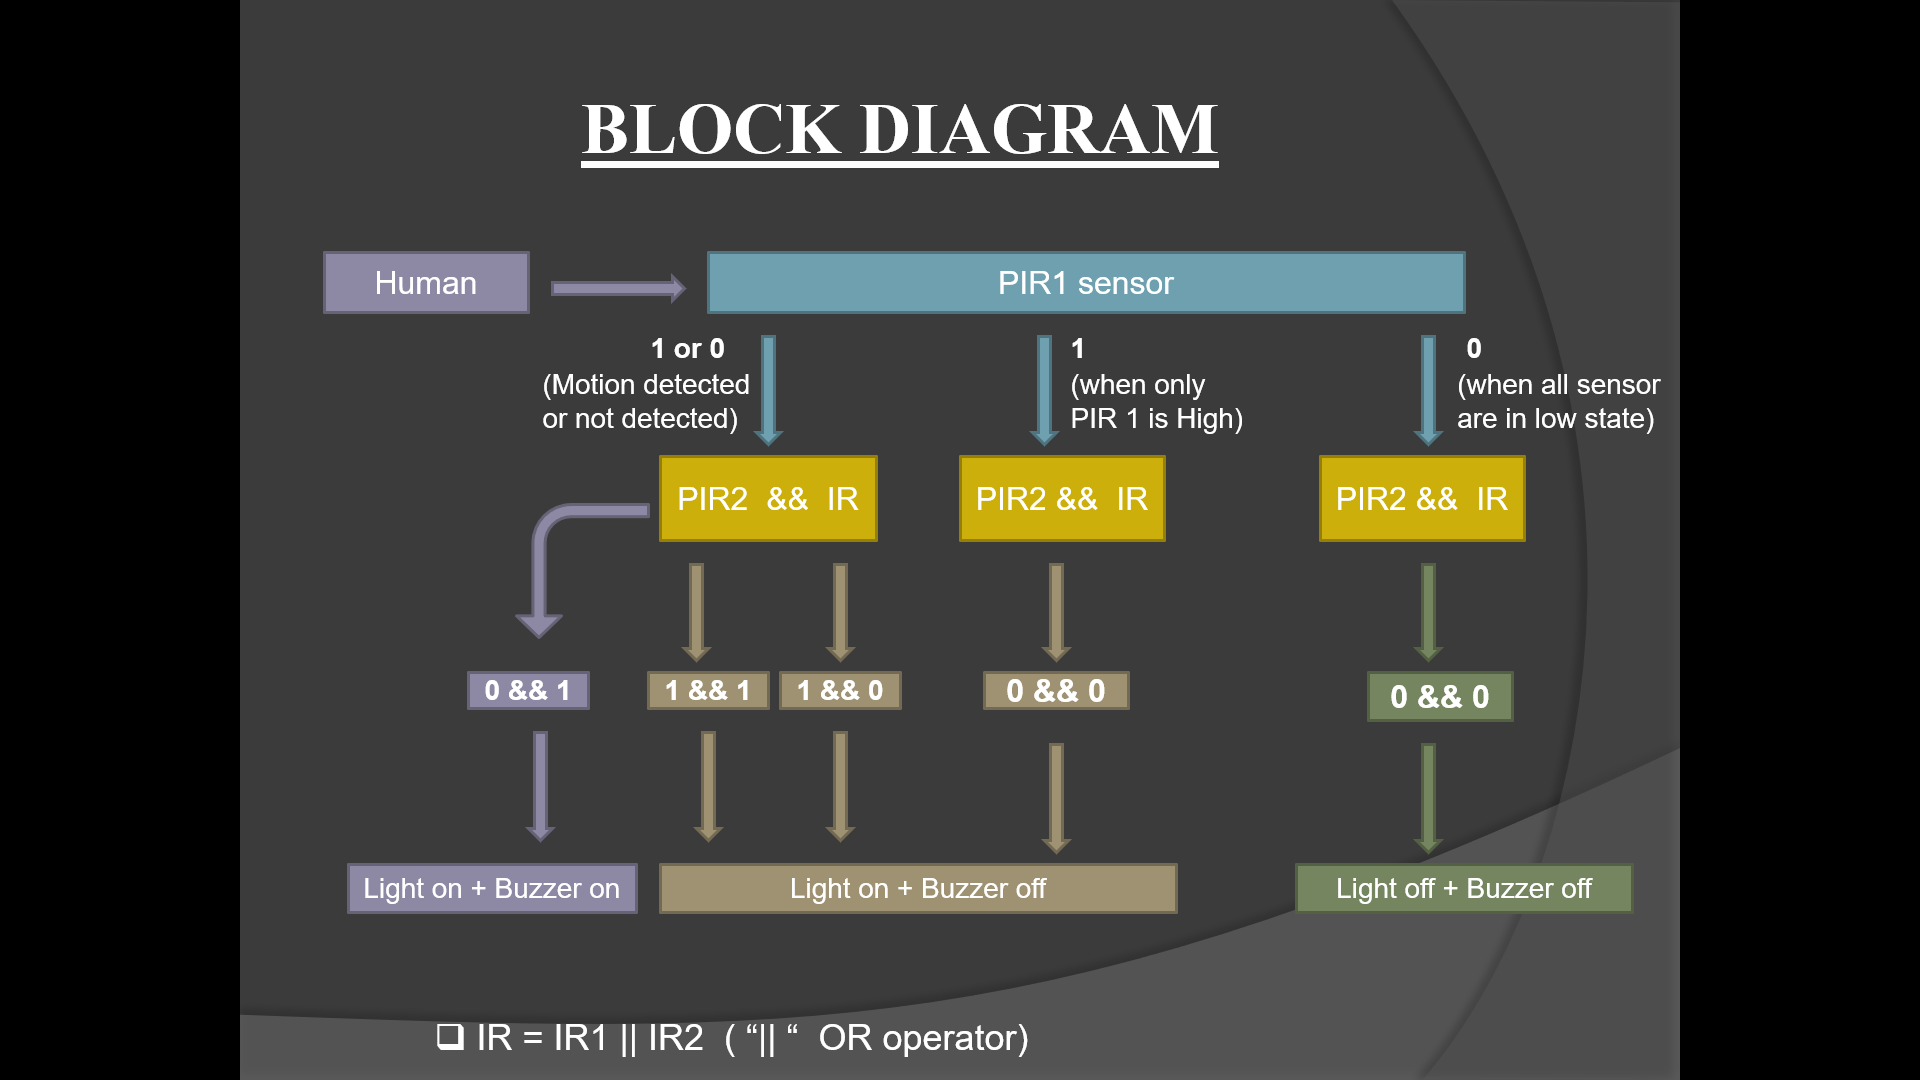 BLOCK DIAGRAM
Human
PIR1 sensor
1 or 0
(Motion detected
or not detected)
1
(when only
PIR 1 is High)
0
(when all sensor
are in low state)
PIR2 && IR
PIR2 && IR
PIR2 && IR
0 && 1
1 && 1
1 && 0
0 && 0
0 && 0
Light on + Buzzer on
Light on + Buzzer off
Light off + Buzzer off
❑ IR = IR1 || IR2 ( “|| “ OR operator)